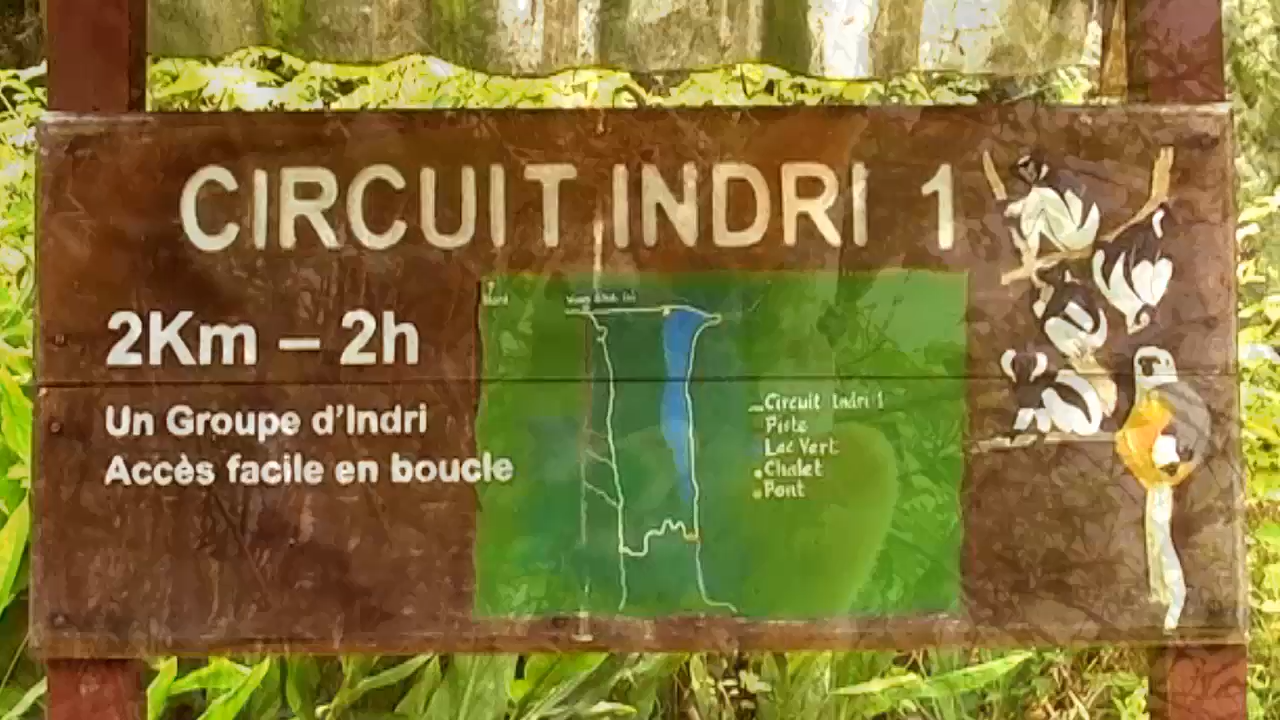 CIRCUIT INDRI 1
2Km – 2h
Un Groupe d'Indri
Accès facile en boucle
Nord
Circuit Indri 1
Piste
Lac Vert
Chalet
Pont